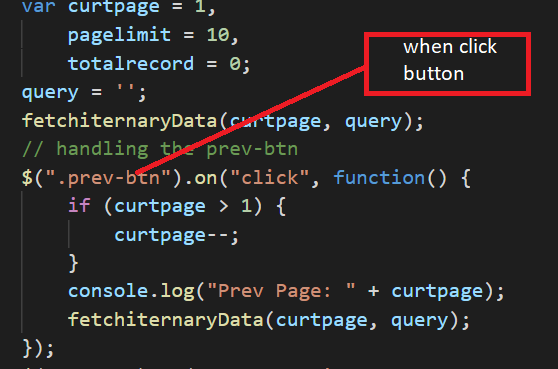 var curtpage = 1,
pagelimit = 10,
totalrecord = 0;
query = '';
fetchiternaryData(curtpage, query);
// handling the prev-btn
$(".prev-btn").on("click", function() {
if (curtpage > 1) {
curtpage--;
}
console.log("Prev Page: " + curtpage);
fetchiternaryData(curtpage, query);
});
when click
button